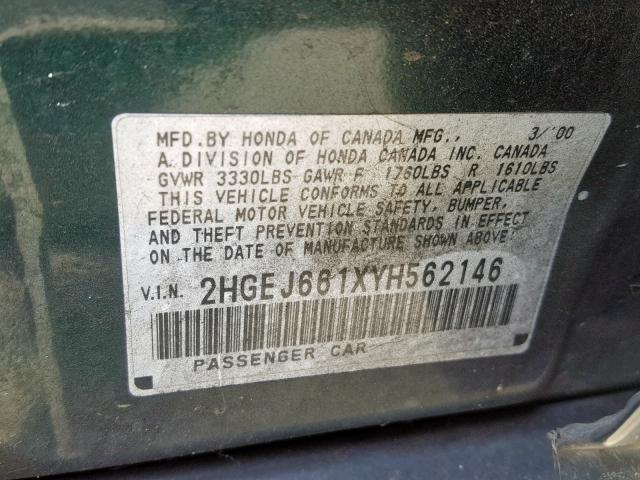 MFD. BY HONDA OF CANADA MFG., 3/'00
A DIVISION OF HONDA CANADA INC. CANADA
GVWR 3330LBS GAWR F 1760LBS R 1610LBS
THIS VEHICLE CONFORMS TO ALL APPLICABLE
FEDERAL MOTOR VEHICLE SAFETY, BUMPER,
AND THEFT PREVENTION STANDARDS IN EFFECT
ON THE DATE OF MANUFACTURE SHOWN ABOVE.
V.I.N. 2HGEJ661XYH562146
PASSENGER CAR